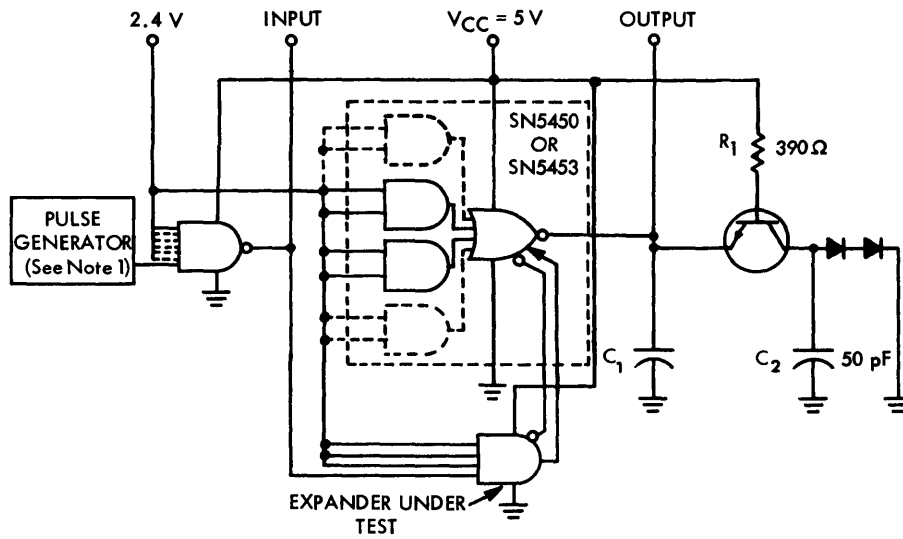 2.4 V
INPUT
VCC = 5 V
OUTPUT
SN5450
OR
SN5453
R1
390Ω
PULSE
GENERATOR
(See Note 1)
C1
C2
50 pF
EXPANDER UNDER
TEST